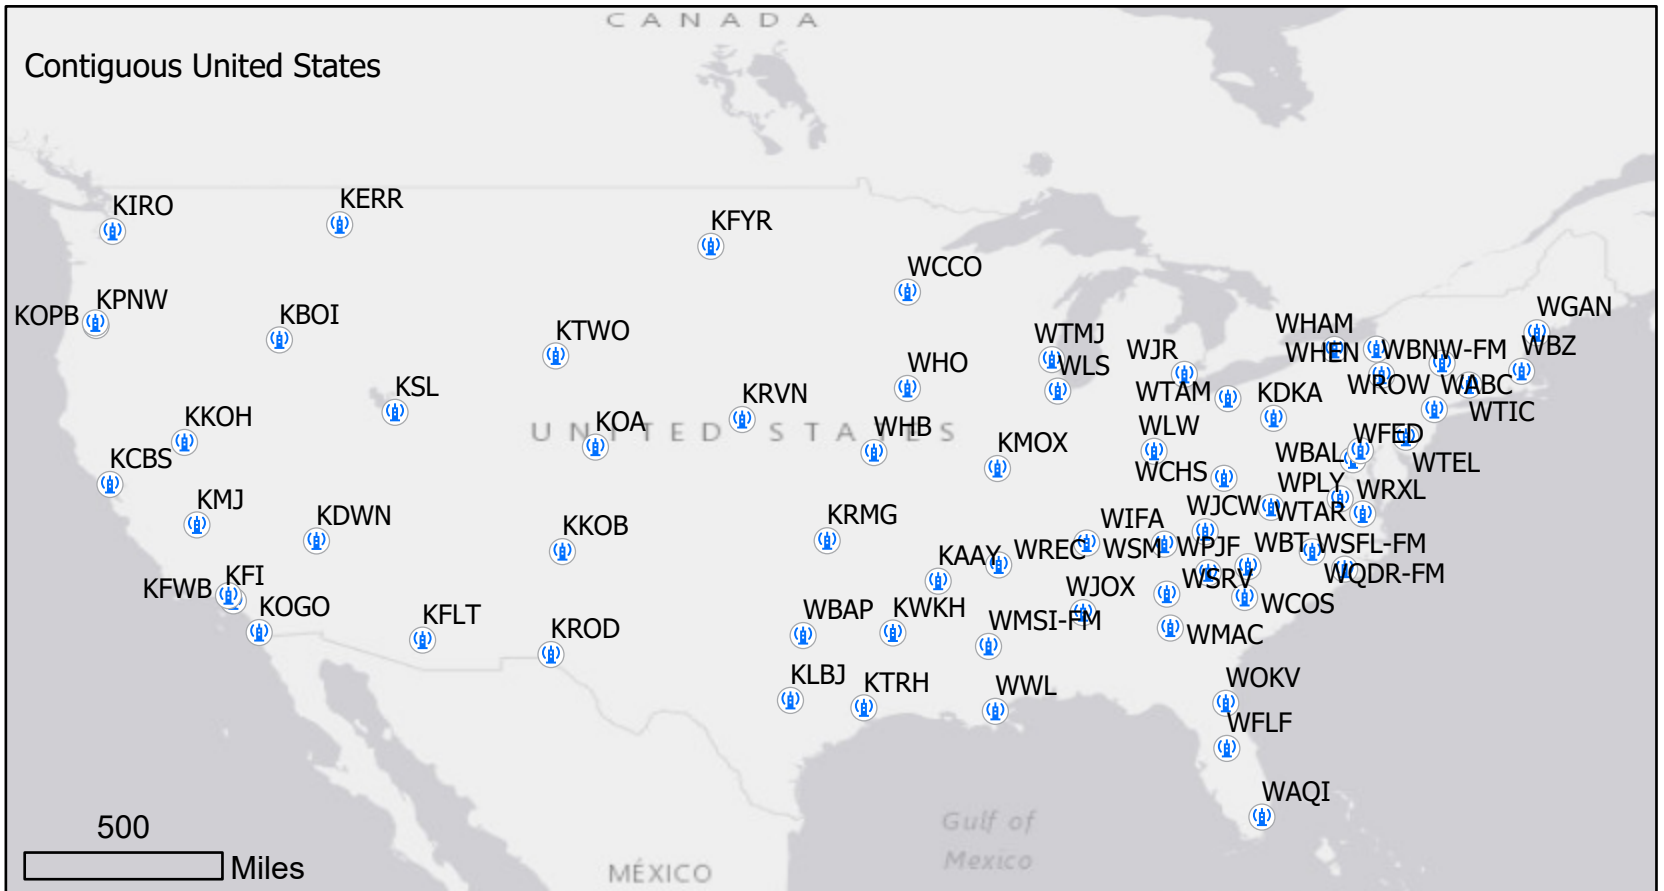 CANADA
Contiguous United States
KIRO
KERR
KFYR
WCCO
KOPB
KPNW
KBOI
KTWO
WTMJ
WLS
WJR
WHAM
WHEN
WBNW-FM
WGAN
WBZ
KSL
KRVN
WHO
WTAM
KDKA
WROW
WABC
WTIC
KKOH
KOA
UNITED STATES
WHB
KMOX
WLW
WCHS
WBAL
WFED
WTEL
KCBS
KMJ
KDWN
KKOB
KRMG
KAAY
WREC
WIFA
WSM
WJCW
WPJF
WPLY
WTAR
WRXL
WBT
WSFL-FM
WQDR-FM
KFWB
KFI
KOGO
KFLT
KROD
WBAP
KWKH
WMSI-FM
WJOX
WSRV
WCOS
WMAC
KLBJ
KTRH
WWL
WOKV
WFLF
WAQI
500
Miles
MÉXICO
Gulf of
Mexico